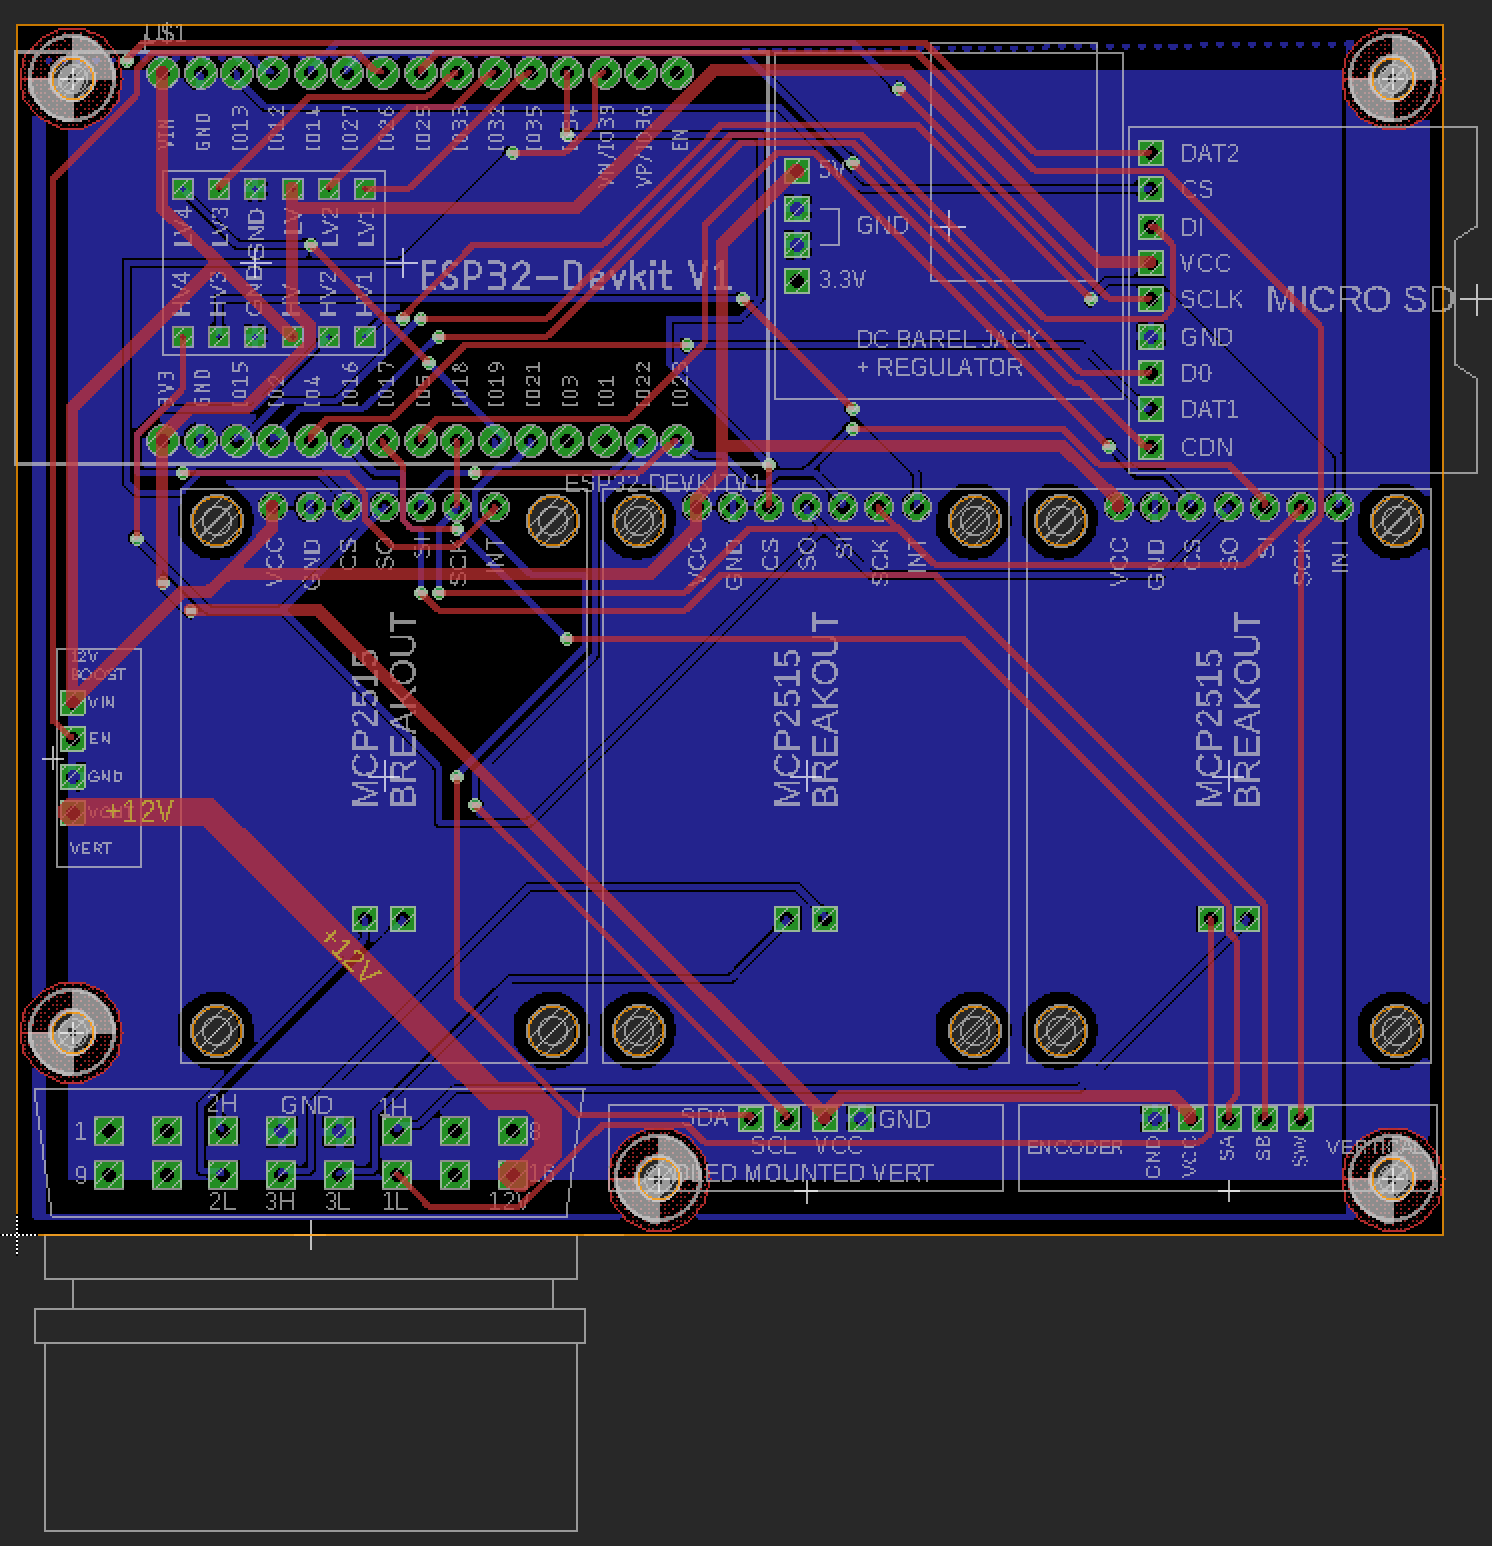 U$1
VIN
GND
IO13
IO12
IO14
IO27
IO26
IO25
IO33
IO32
IO35
IO34
VN/IO39
VP/IO36
EN
LV4
LV3
GND
LV
LV2
LV1
HV4
HV3
GND
HV
HV2
HV1
ESP32-Devkit V1
3V3
GND
IO15
IO2
IO4
IO16
IO17
IO5
IO18
IO19
IO21
IO3
IO1
IO22
IO23
ESP32-DEVKITV1
5V
GND
3.3V
DC BAREL JACK
+ REGULATOR
DAT2
CS
DI
VCC
SCLK
GND
D0
DAT1
CDN
MICRO SD
VCC
GND
CS
SO
SI
SCK
INT
MCP2515
BREAKOUT
VCC
GND
CS
SO
SI
SCK
INT
MCP2515
BREAKOUT
VCC
GND
CS
SO
SI
SCK
INT
MCP2515
BREAKOUT
12V
BOOST
VIN
EN
GND
VERT
+12V
+12V
2H
GND
1H
1
8
9
16
2L
3H
3L
1L
12V
SDA
SCL
VCC
GND
OLED MOUNTED VERT
ENCODER
GND
VCC
SA
SB
SW
VERTICAL